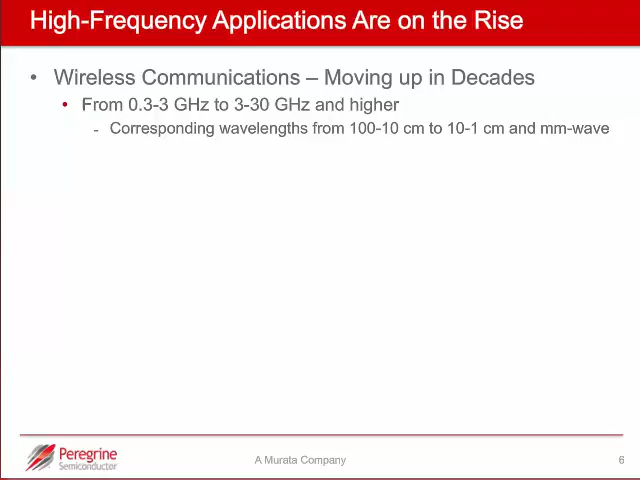 High-Frequency Applications Are on the Rise
• Wireless Communications – Moving up in Decades
• From 0.3-3 GHz to 3-30 GHz and higher
- Corresponding wavelengths from 100-10 cm to 10-1 cm and mm-wave
Peregrine
Semiconductor
A Murata Company
6